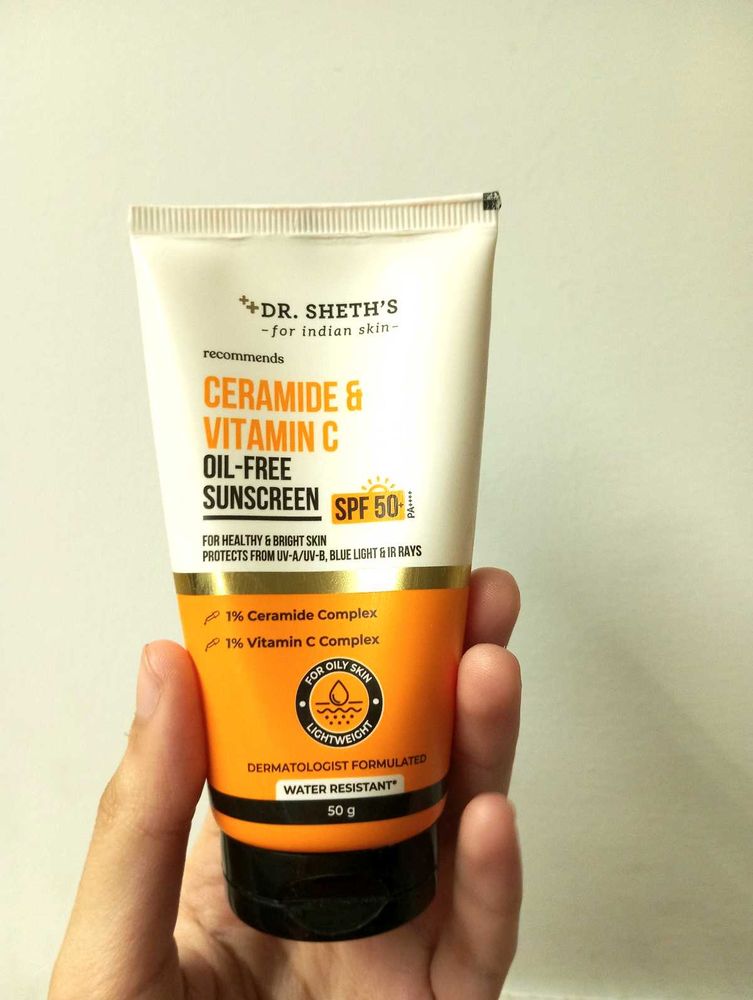 DR. SHETH'S
-for indian skin-
recommends
CERAMIDE &
VITAMIN C
OIL-FREE
SUNSCREEN
SPF 50+
PA++++
FOR HEALTHY & BRIGHT SKIN
PROTECTS FROM UV-A/UV-B, BLUE LIGHT & IR RAYS
1% Ceramide Complex
1% Vitamin C Complex
FOR OILY SKIN
LIGHTWEIGHT
DERMATOLOGIST FORMULATED
WATER RESISTANT*
50 g